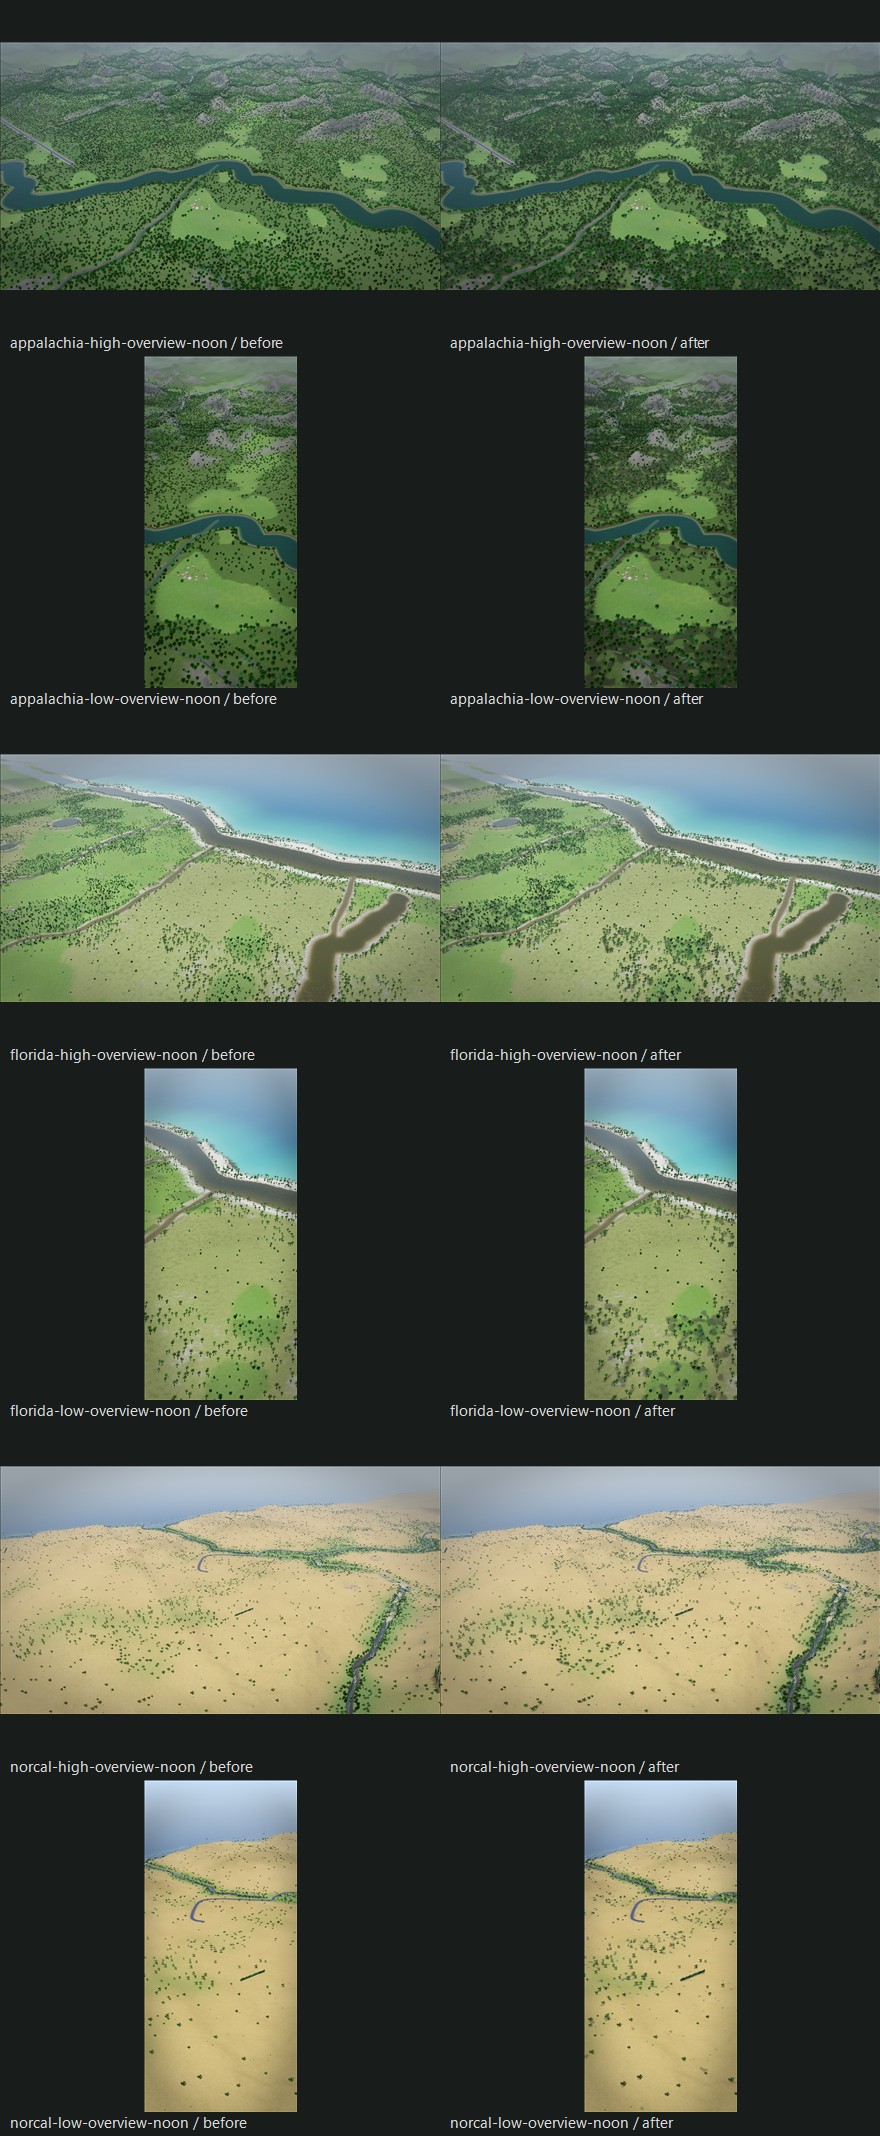 appalachia-high-overview-noon / before
appalachia-high-overview-noon / after
appalachia-low-overview-noon / before
appalachia-low-overview-noon / after
florida-high-overview-noon / before
florida-high-overview-noon / after
florida-low-overview-noon / before
florida-low-overview-noon / after
norcal-high-overview-noon / before
norcal-high-overview-noon / after
norcal-low-overview-noon / before
norcal-low-overview-noon / after